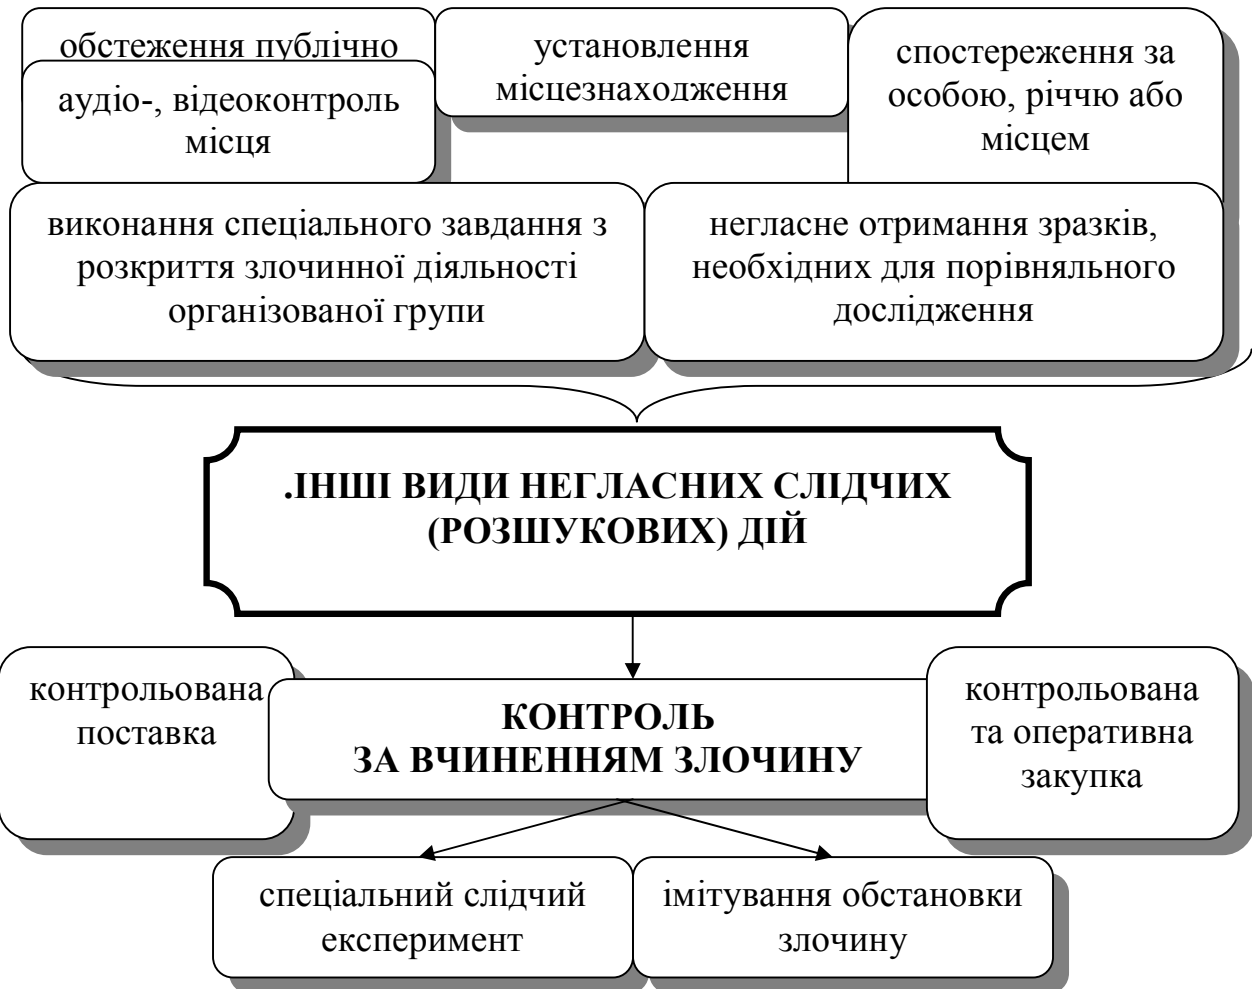 обстеження публічно
аудіо-, відеоконтроль
місця
установлення
місцезнаходження
спостереження за
особою, річчю або
місцем
виконання спеціального завдання з
розкриття злочинної діяльності
організованої групи
негласне отримання зразків,
необхідних для порівняльного
дослідження
.ІНШІ ВИДИ НЕГЛАСНИХ СЛІДЧИХ
(РОЗШУКОВИХ) ДІЙ
контрольована
поставка
КОНТРОЛЬ
ЗА ВЧИНЕННЯМ ЗЛОЧИНУ
контрольована
та оперативна
закупка
спеціальний слідчий
експеримент
імітування обстановки
злочину